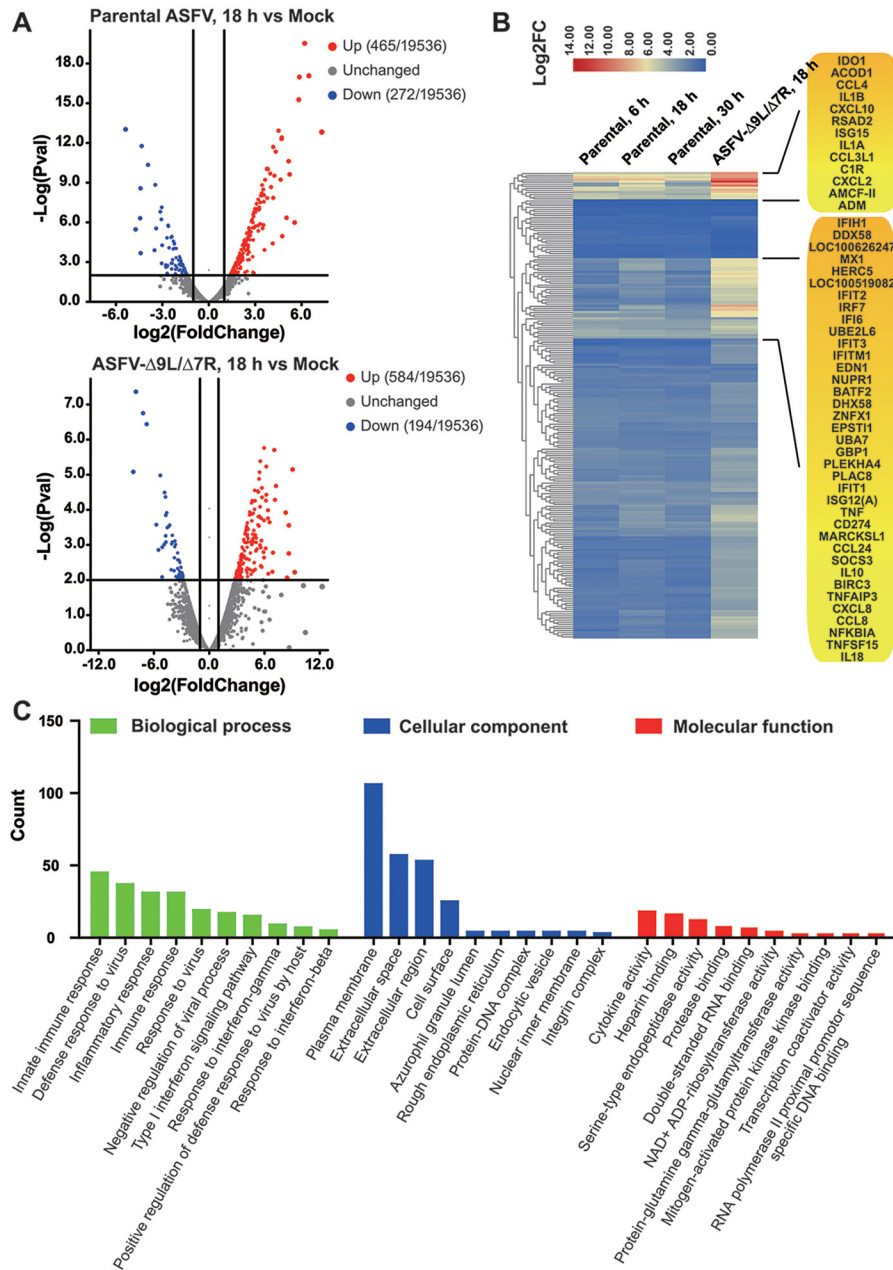 A
Parental ASFV, 18 h vs Mock
18.0
15.0
12.0
9.0
6.0
3.0
0.0
-Log(Pval)
-6.0
-3.0
0.0
3.0
6.0
log2(FoldChange)
Up (465/19536)
Unchanged
Down (272/19536)
ASFV-Δ9L/Δ7R, 18 h vs Mock
7.0
6.0
5.0
4.0
3.0
2.0
1.0
0.0
-Log(Pval)
-12.0
-6.0
0.0
6.0
12.0
log2(FoldChange)
Up (584/19536)
Unchanged
Down (194/19536)
B
Log2FC
14.00
12.00
10.00
8.00
6.00
4.00
2.00
0.00
Parental, 6 h
Parental, 18 h
Parental, 30 h
ASFV-Δ9L/Δ7R, 18 h
IDO1
ACOD1
CCL4
IL1B
CXCL10
RSAD2
ISG15
IL1A
CCL3L1
C1R
CXCL2
AMCF-II
ADM
IFIH1
DDX58
LOC100626247
MX1
HERC5
LOC100519082
IFIT2
IRF7
IFI6
UBE2L6
IFIT3
IFITM1
EDN1
NUPR1
BATF2
DHX58
ZNFX1
EPSTI1
UBA7
GBP1
PLEKHA4
PLAC8
IFIT1
ISG12(A)
TNF
CD274
MARCKSL1
CCL24
SOCS3
IL10
BIRC3
TNFAIP3
CXCL8
CCL8
NFKBIA
TNFSF15
IL18
C
Biological process
Cellular component
Molecular function
150
100
50
0
Count
Innate immune response
Defense response to virus
Inflammatory response
Immune response
Response to virus
Negative regulation of viral process
Type I interferon signaling pathway
Response to interferon-gamma
Positive regulation of defense response to virus by host
Response to interferon-beta
Plasma membrane
Extracellular space
Extracellular region
Cell surface
Azurophil granule lumen
Rough endoplasmic reticulum
Protein-DNA complex
Endocytic vesicle
Nuclear inner membrane
Integrin complex
Cytokine activity
Heparin binding
Serine-type endopeptidase activity
Protease binding
Double-stranded RNA binding
NAD+ ADP-ribosyltransferase activity
Protein-glutamine gamma-glutamyltransferase activity
Mitogen-activated protein kinase kinase binding
Transcription coactivator activity
RNA polymerase II proximal promotor sequence
specific DNA binding